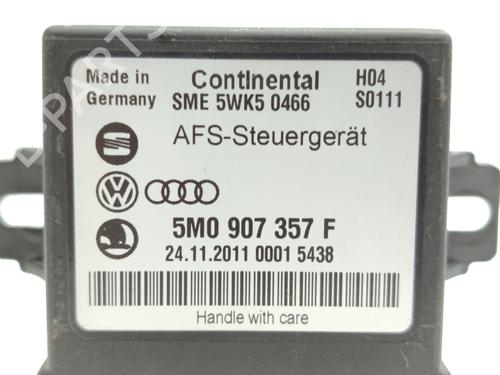 Made in
Germany
Continental
SME 5WK5 0466
H04
S0111
AFS-Steuergerät
5M0 907 357 F
24.11.2011 0001 5438
Handle with care